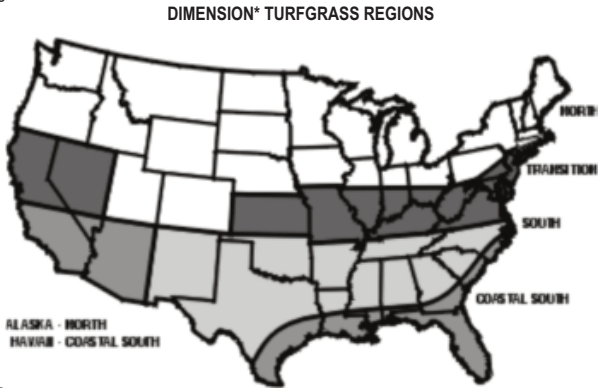 DIMENSION* TURFGRASS REGIONS
NORTH
TRANSITION
SOUTH
COASTAL SOUTH
ALASKA - NORTH
HAWAII - COASTAL SOUTH